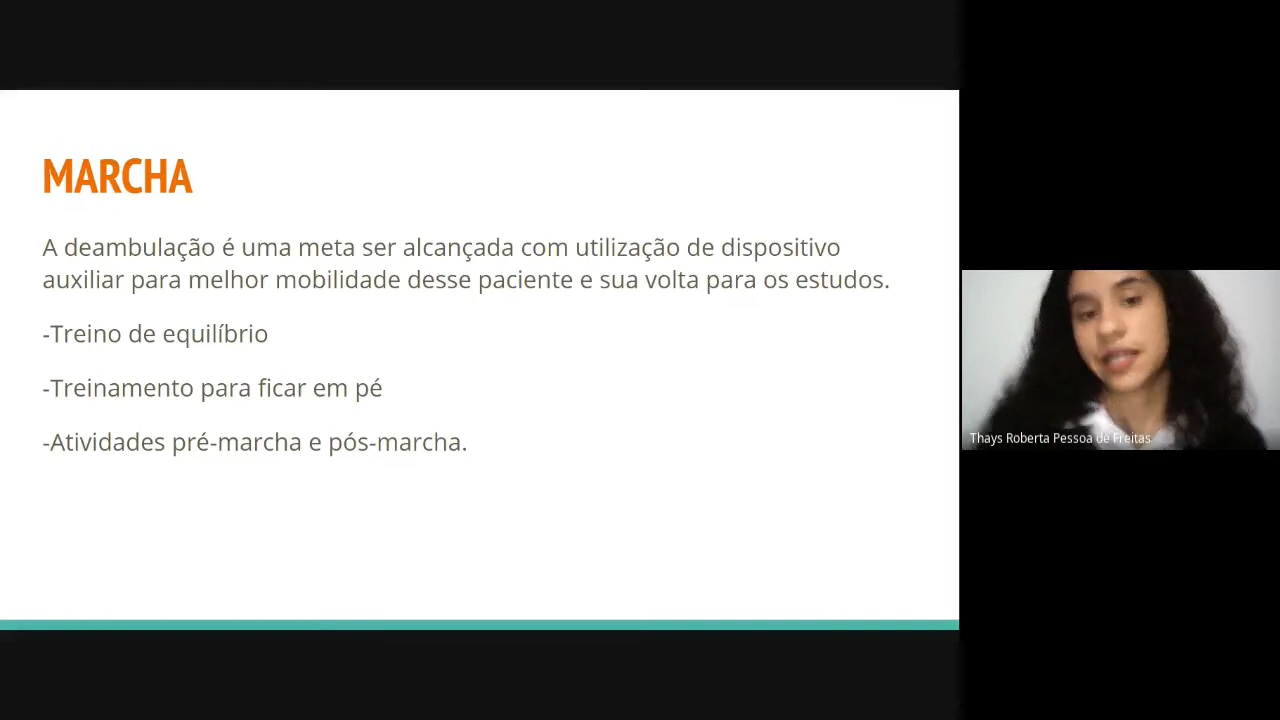 MARCHA
A deambulação é uma meta ser alcançada com utilização de dispositivo
auxiliar para melhor mobilidade desse paciente e sua volta para os estudos.
-Treino de equilíbrio
-Treinamento para ficar em pé
-Atividades pré-marcha e pós-marcha.
Thays Roberta Pessoa de Freitas